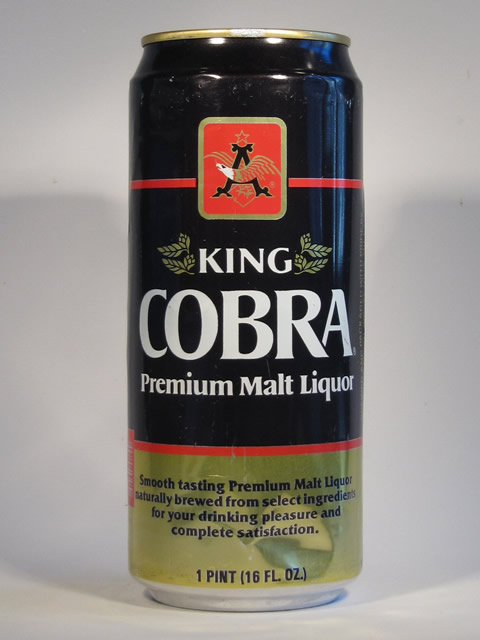 A
KING
COBRA
Premium Malt Liquor
Smooth tasting Premium Malt Liquor
naturally brewed from select ingredients
for your drinking pleasure and
complete satisfaction.
1 PINT (16 FL. OZ.)